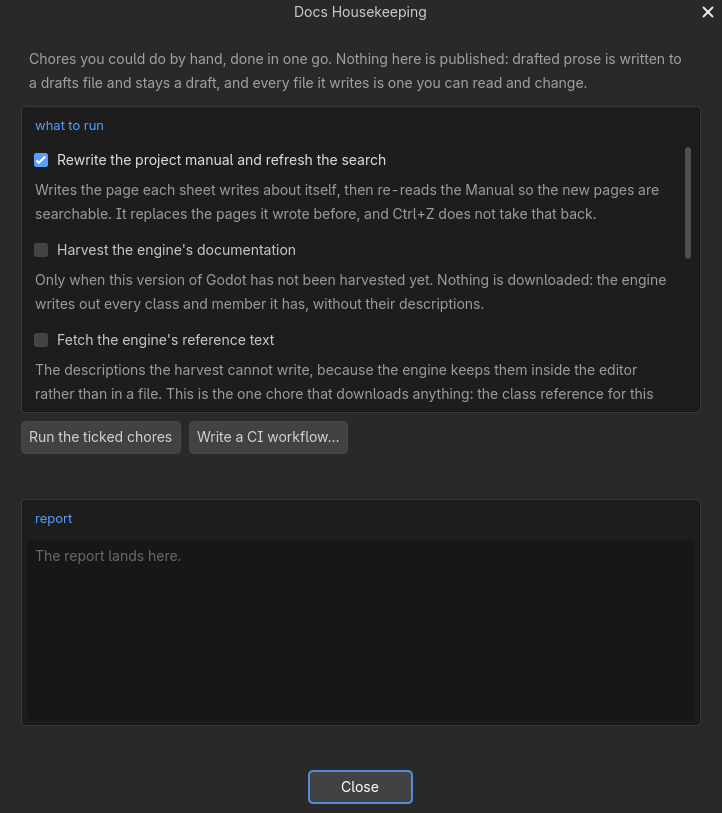 Docs Housekeeping
Chores you could do by hand, done in one go. Nothing here is published: drafted prose is written to
a drafts file and stays a draft, and every file it writes is one you can read and change.
what to run
Rewrite the project manual and refresh the search
Writes the page each sheet writes about itself, then re-reads the Manual so the new pages are
searchable. It replaces the pages it wrote before, and Ctrl+Z does not take that back.
Harvest the engine's documentation
Only when this version of Godot has not been harvested yet. Nothing is downloaded: the engine
writes out every class and member it has, without their descriptions.
Fetch the engine's reference text
The descriptions the harvest cannot write, because the engine keeps them inside the editor
rather than in a file. This is the one chore that downloads anything: the class reference for this
Run the ticked chores
Write a CI workflow...
report
The report lands here.
Close